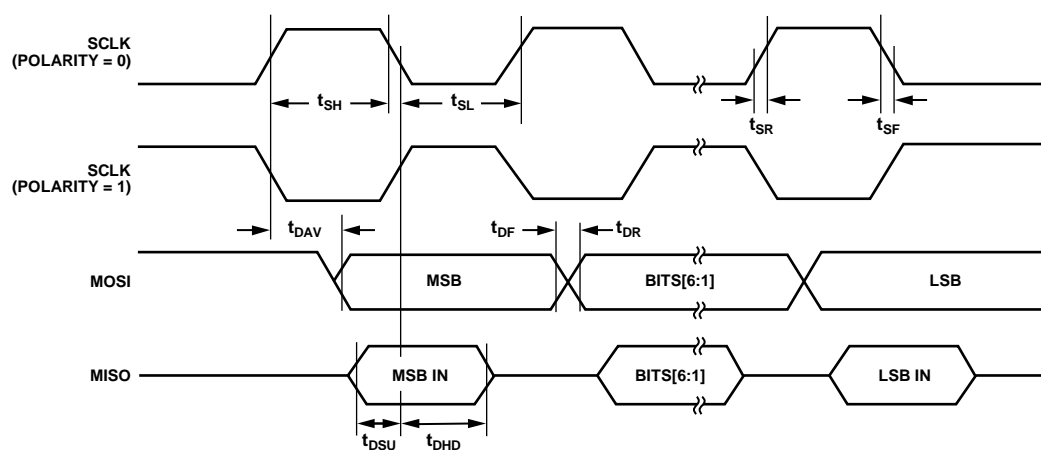 SCLK
(POLARITY = 0)
tSH
tSL
tSR
tSF
SCLK
(POLARITY = 1)
tDAV
tDF
tDR
MOSI
MSB
BITS[6:1]
LSB
MISO
MSB IN
BITS[6:1]
LSB IN
tDSU
tDHD